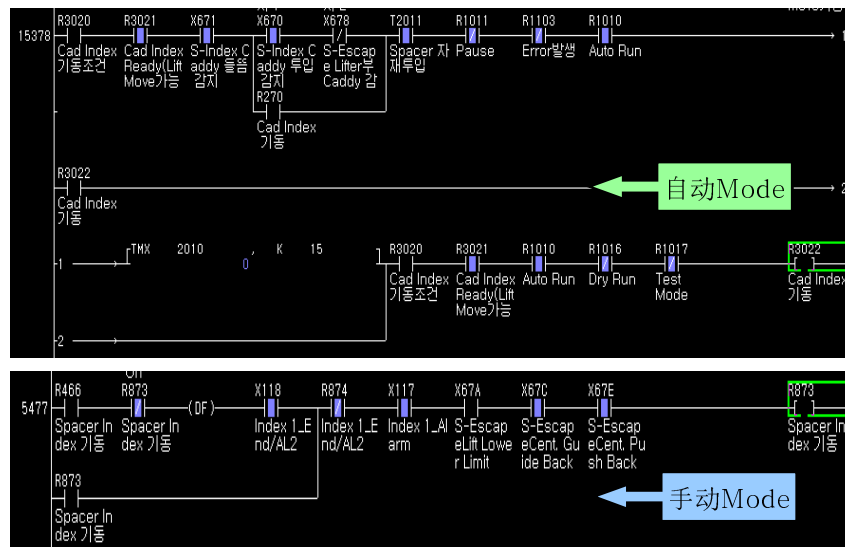 R3020 R3021 X671 X670 X678 T2011 R1011 R1103 R1010
15378
Cad Index Cad Index S-Index C S-Index C S-Escap Spacer 자 Pause Error발생 Auto Run
기동조건 Ready(Lift addy 들뜸 addy 투입 e Lifter부 재투입
Move가능 감지 감지 Caddy 감
R270
Cad Index
기동
R3022
Cad Index
기동
自动Mode
2
TMX 2010 , K 15
0
R3020 R3021 R1010 R1016 R1017 R3022
-1
Cad Index Cad Index Auto Run Dry Run Test Cad Index
기동조건 Ready(Lift Mode 기동
Move가능
-2
R466 R873 X118 R874 X117 X67A X67C X67E R873
5477
(DF)
Spacer In Spacer In Index 1_E Index 1_E Index 1_Al S-Escap S-Escap S-Escap Spacer In
dex 기동 dex 기동 nd/AL2 nd/AL2 arm eLift Lowe eCent. Gu eCent. Pu dex 기동
r Limit ide Back sh Back
R873
Spacer In
dex 기동
手动Mode